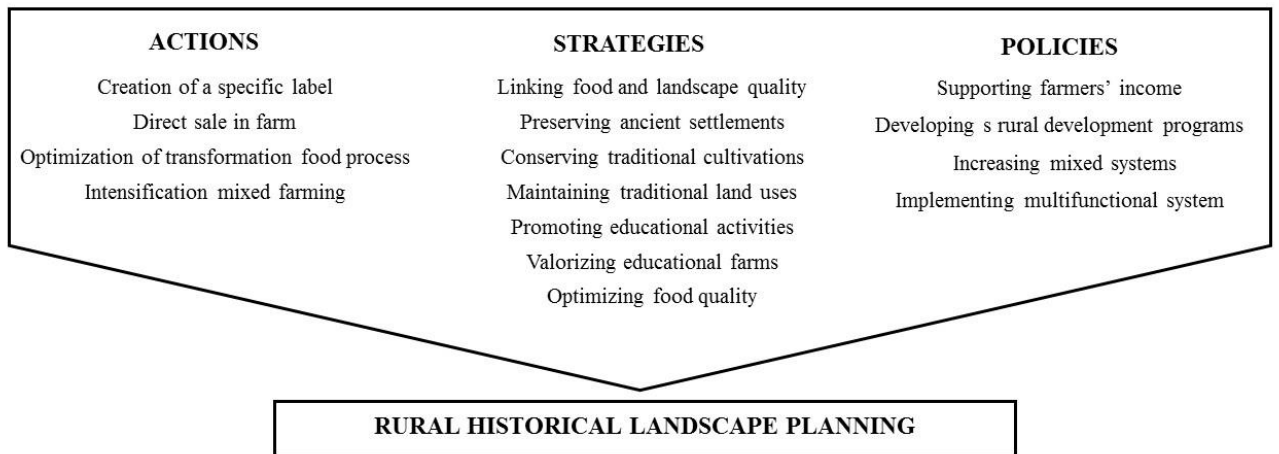 ACTIONS
Creation of a specific label
Direct sale in farm
Optimization of transformation food process
Intensification mixed farming
STRATEGIES
Linking food and landscape quality
Preserving ancient settlements
Conserving traditional cultivations
Maintaining traditional land uses
Promoting educational activities
Valorizing educational farms
Optimizing food quality
POLICIES
Supporting farmers’ income
Developing s rural development programs
Increasing mixed systems
Implementing multifunctional system
RURAL HISTORICAL LANDSCAPE PLANNING